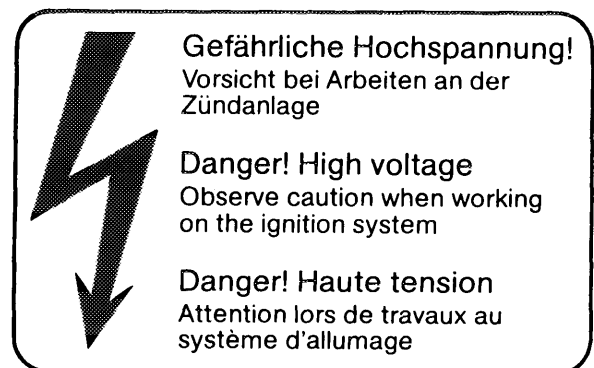 Gefährliche Hochspannung!
Vorsicht bei Arbeiten an der
Zündanlage
Danger! High voltage
Observe caution when working
on the ignition system
Danger! Haute tension
Attention lors de travaux au
système d'allumage